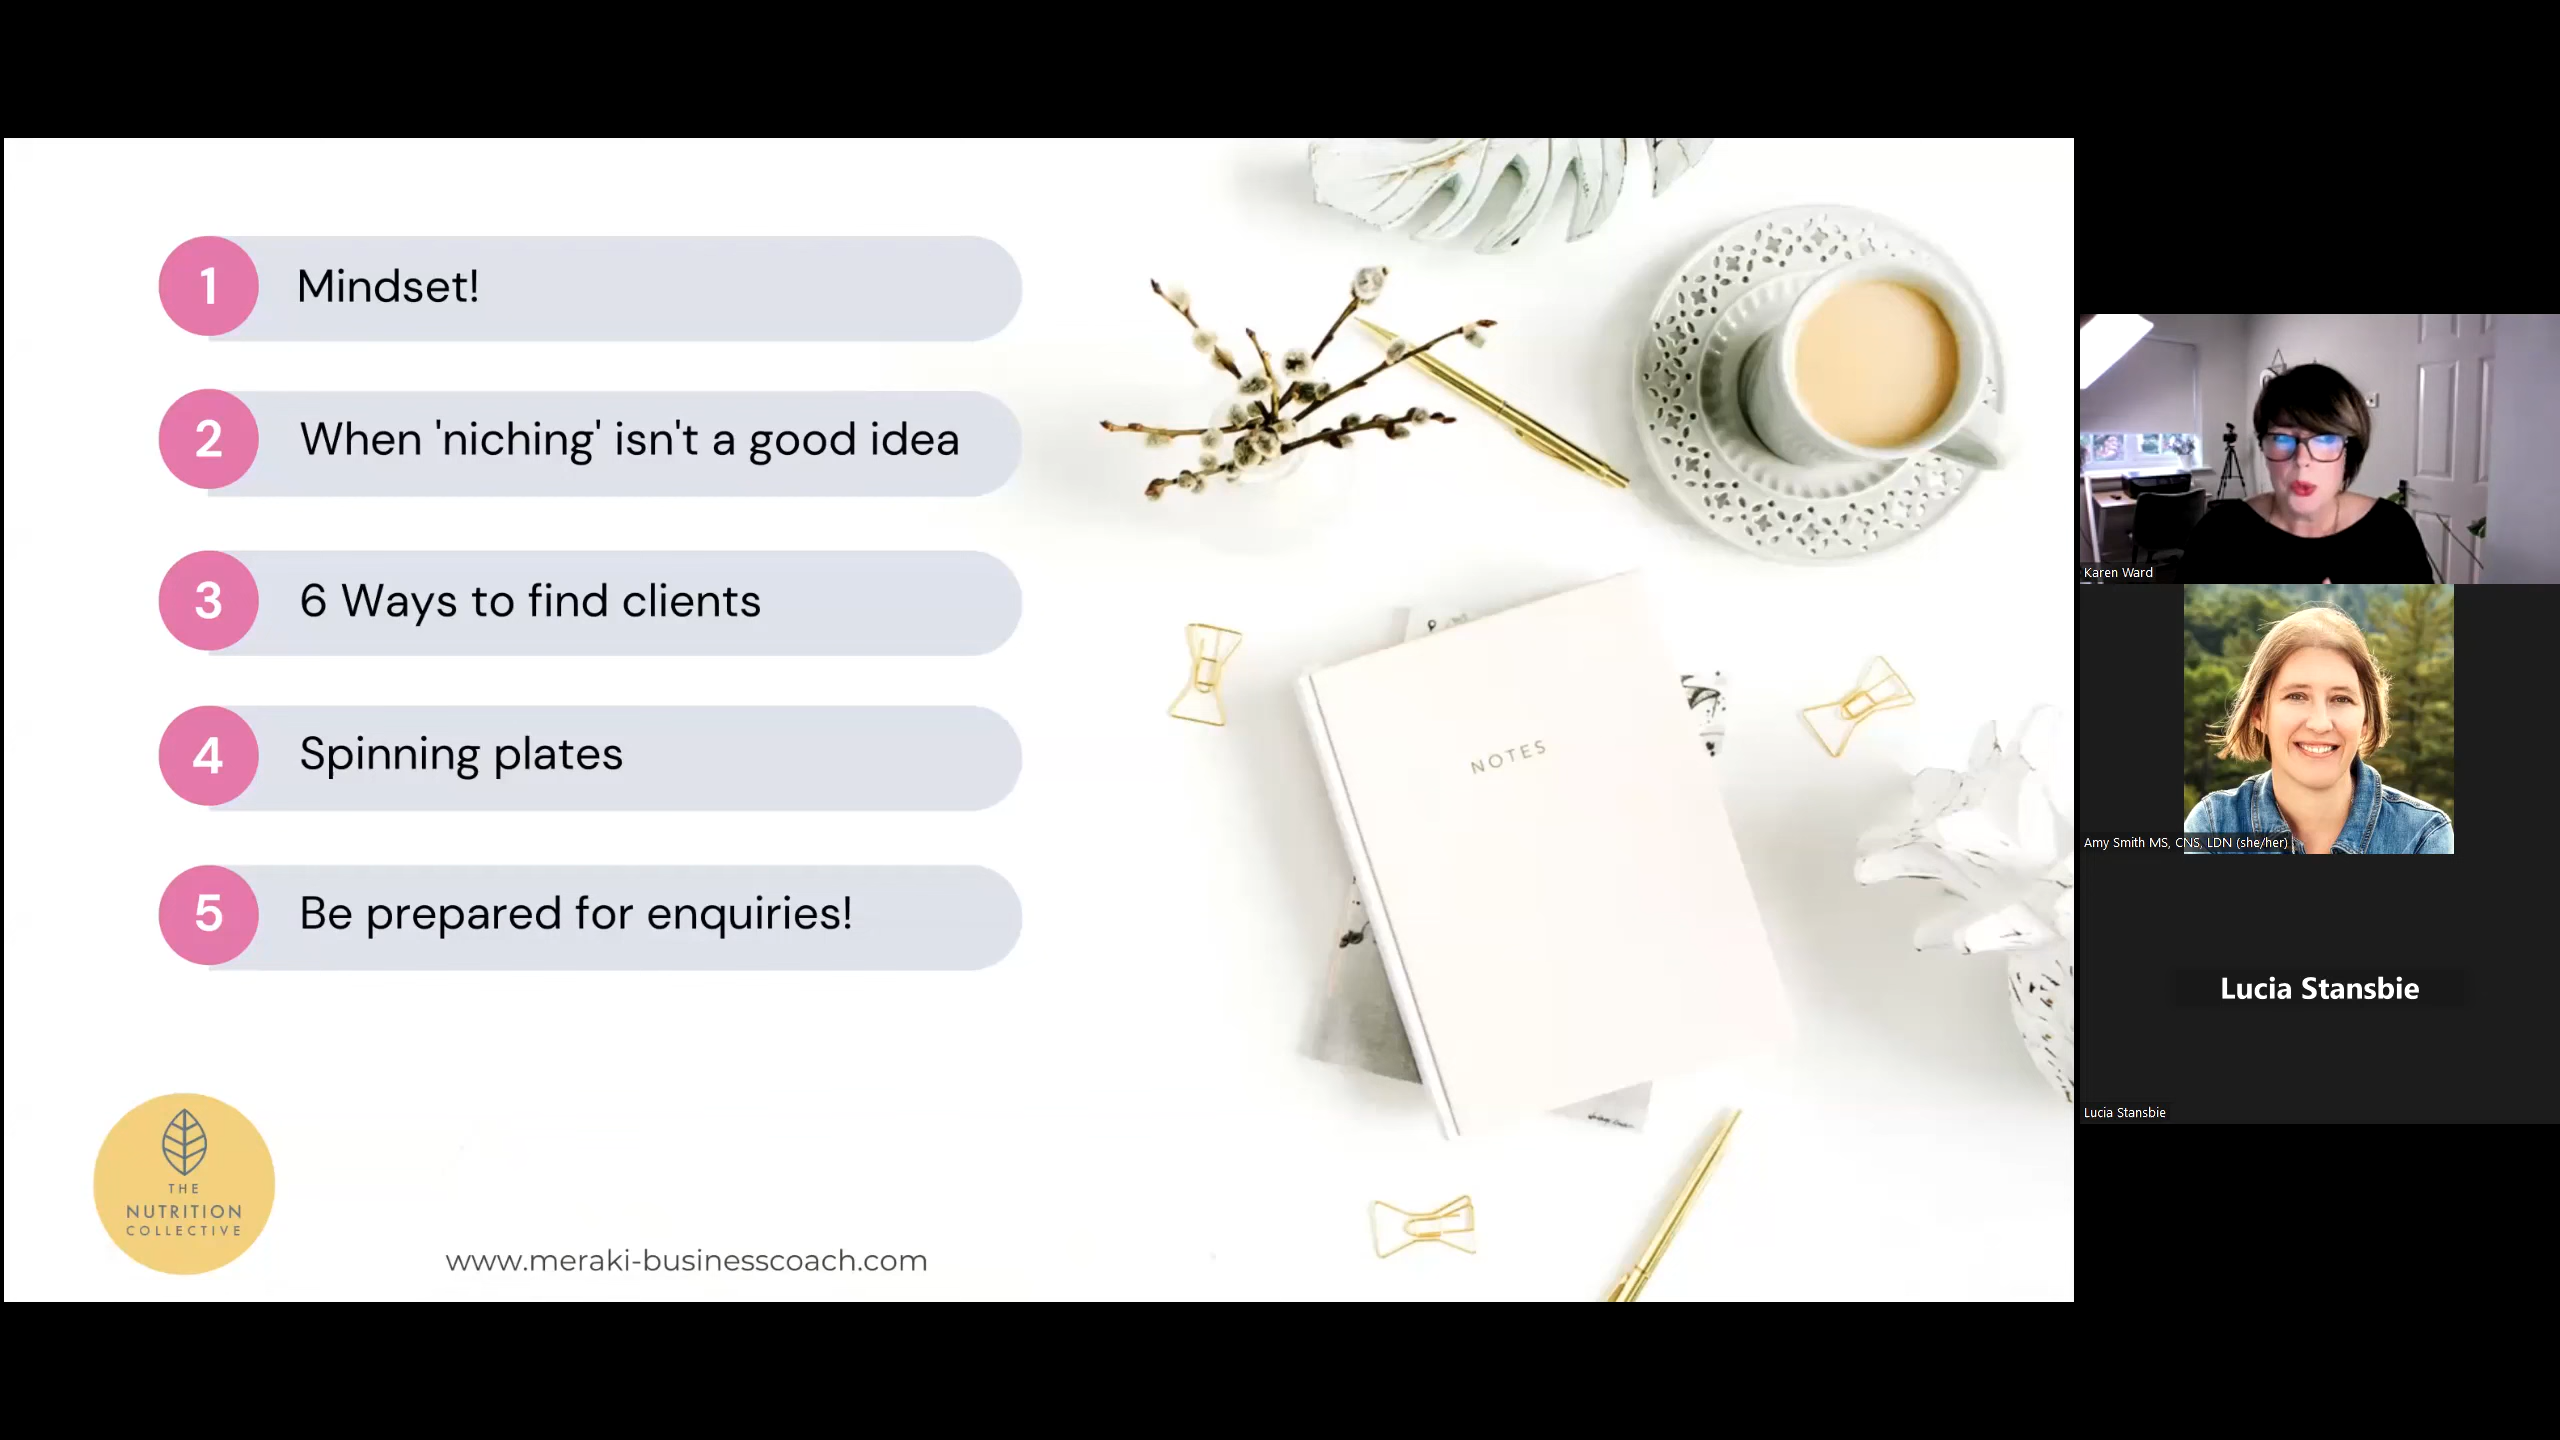 1 Mindset!
2 When 'niching' isn't a good idea
3 6 Ways to find clients
4 Spinning plates
5 Be prepared for enquiries!
THE
NUTRITION
COLLECTIVE
www.meraki-businesscoach.com
NOTES
Karen Ward
Amy Smith MS, CNS, LDN (she/her)
Lucia Stansbie
Lucia Stansbie